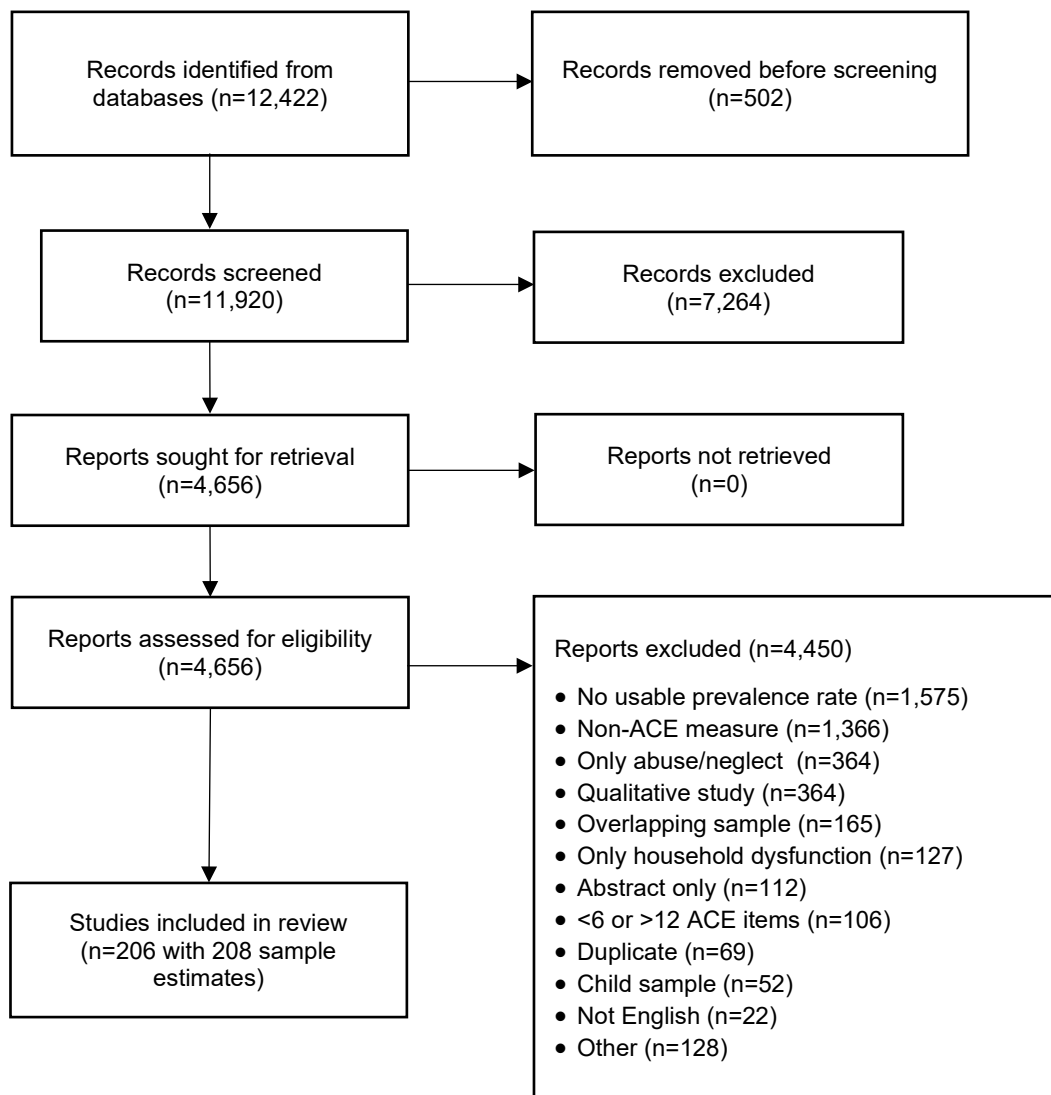 Records identified from
databases (n=12,422)
Records removed before screening
(n=502)
Records screened
(n=11,920)
Records excluded
(n=7,264)
Reports sought for retrieval
(n=4,656)
Reports not retrieved
(n=0)
Reports assessed for eligibility
(n=4,656)
Reports excluded (n=4,450)
• No usable prevalence rate (n=1,575)
• Non-ACE measure (n=1,366)
• Only abuse/neglect (n=364)
• Qualitative study (n=364)
• Overlapping sample (n=165)
• Only household dysfunction (n=127)
• Abstract only (n=112)
• <6 or >12 ACE items (n=106)
• Duplicate (n=69)
• Child sample (n=52)
• Not English (n=22)
• Other (n=128)
Studies included in review
(n=206 with 208 sample
estimates)